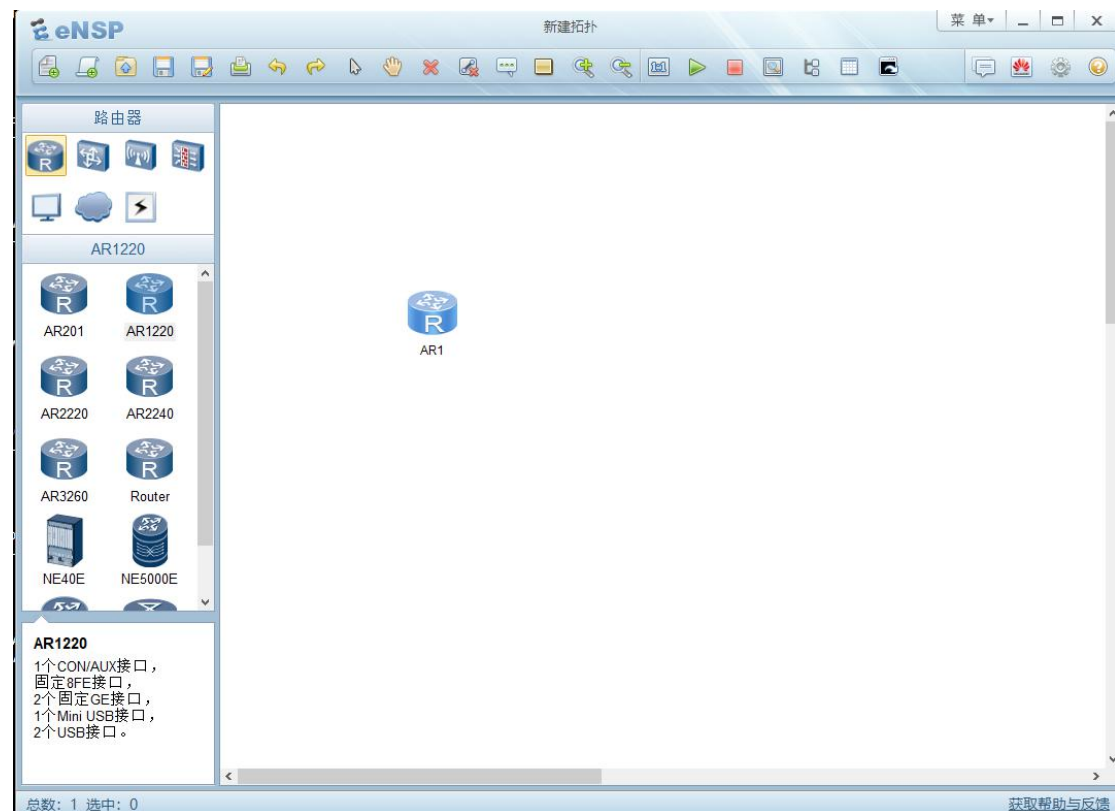 eNSP
新建拓扑
菜 单
路由器
AR1220
R
R
AR201
AR1220
R
R
AR2220
AR2240
R
R
AR3260
Router
NE40E
NE5000E
R
AR1
AR1220
1个CON/AUX接口，
固定8FE接口，
2个固定GE接口，
1个Mini USB接口，
2个USB接口。
总数：1 选中：0
获取帮助与反馈